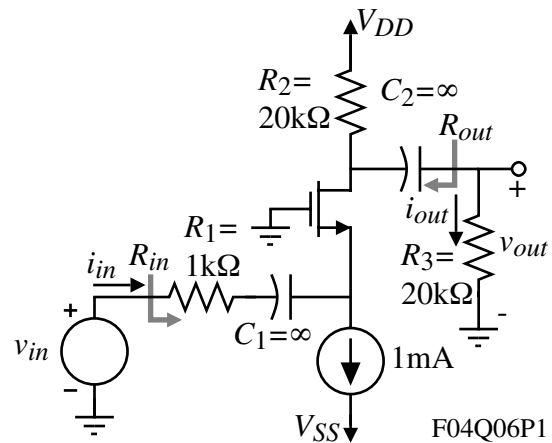 V_DD
R_2=
20kΩ
C_2=∞
R_out
+
i_out
R_1=
1kΩ
i_in
R_in
R_3=
20kΩ
v_out
-
C_1=∞
+
v_in
−
1mA
V_SS
F04Q06P1